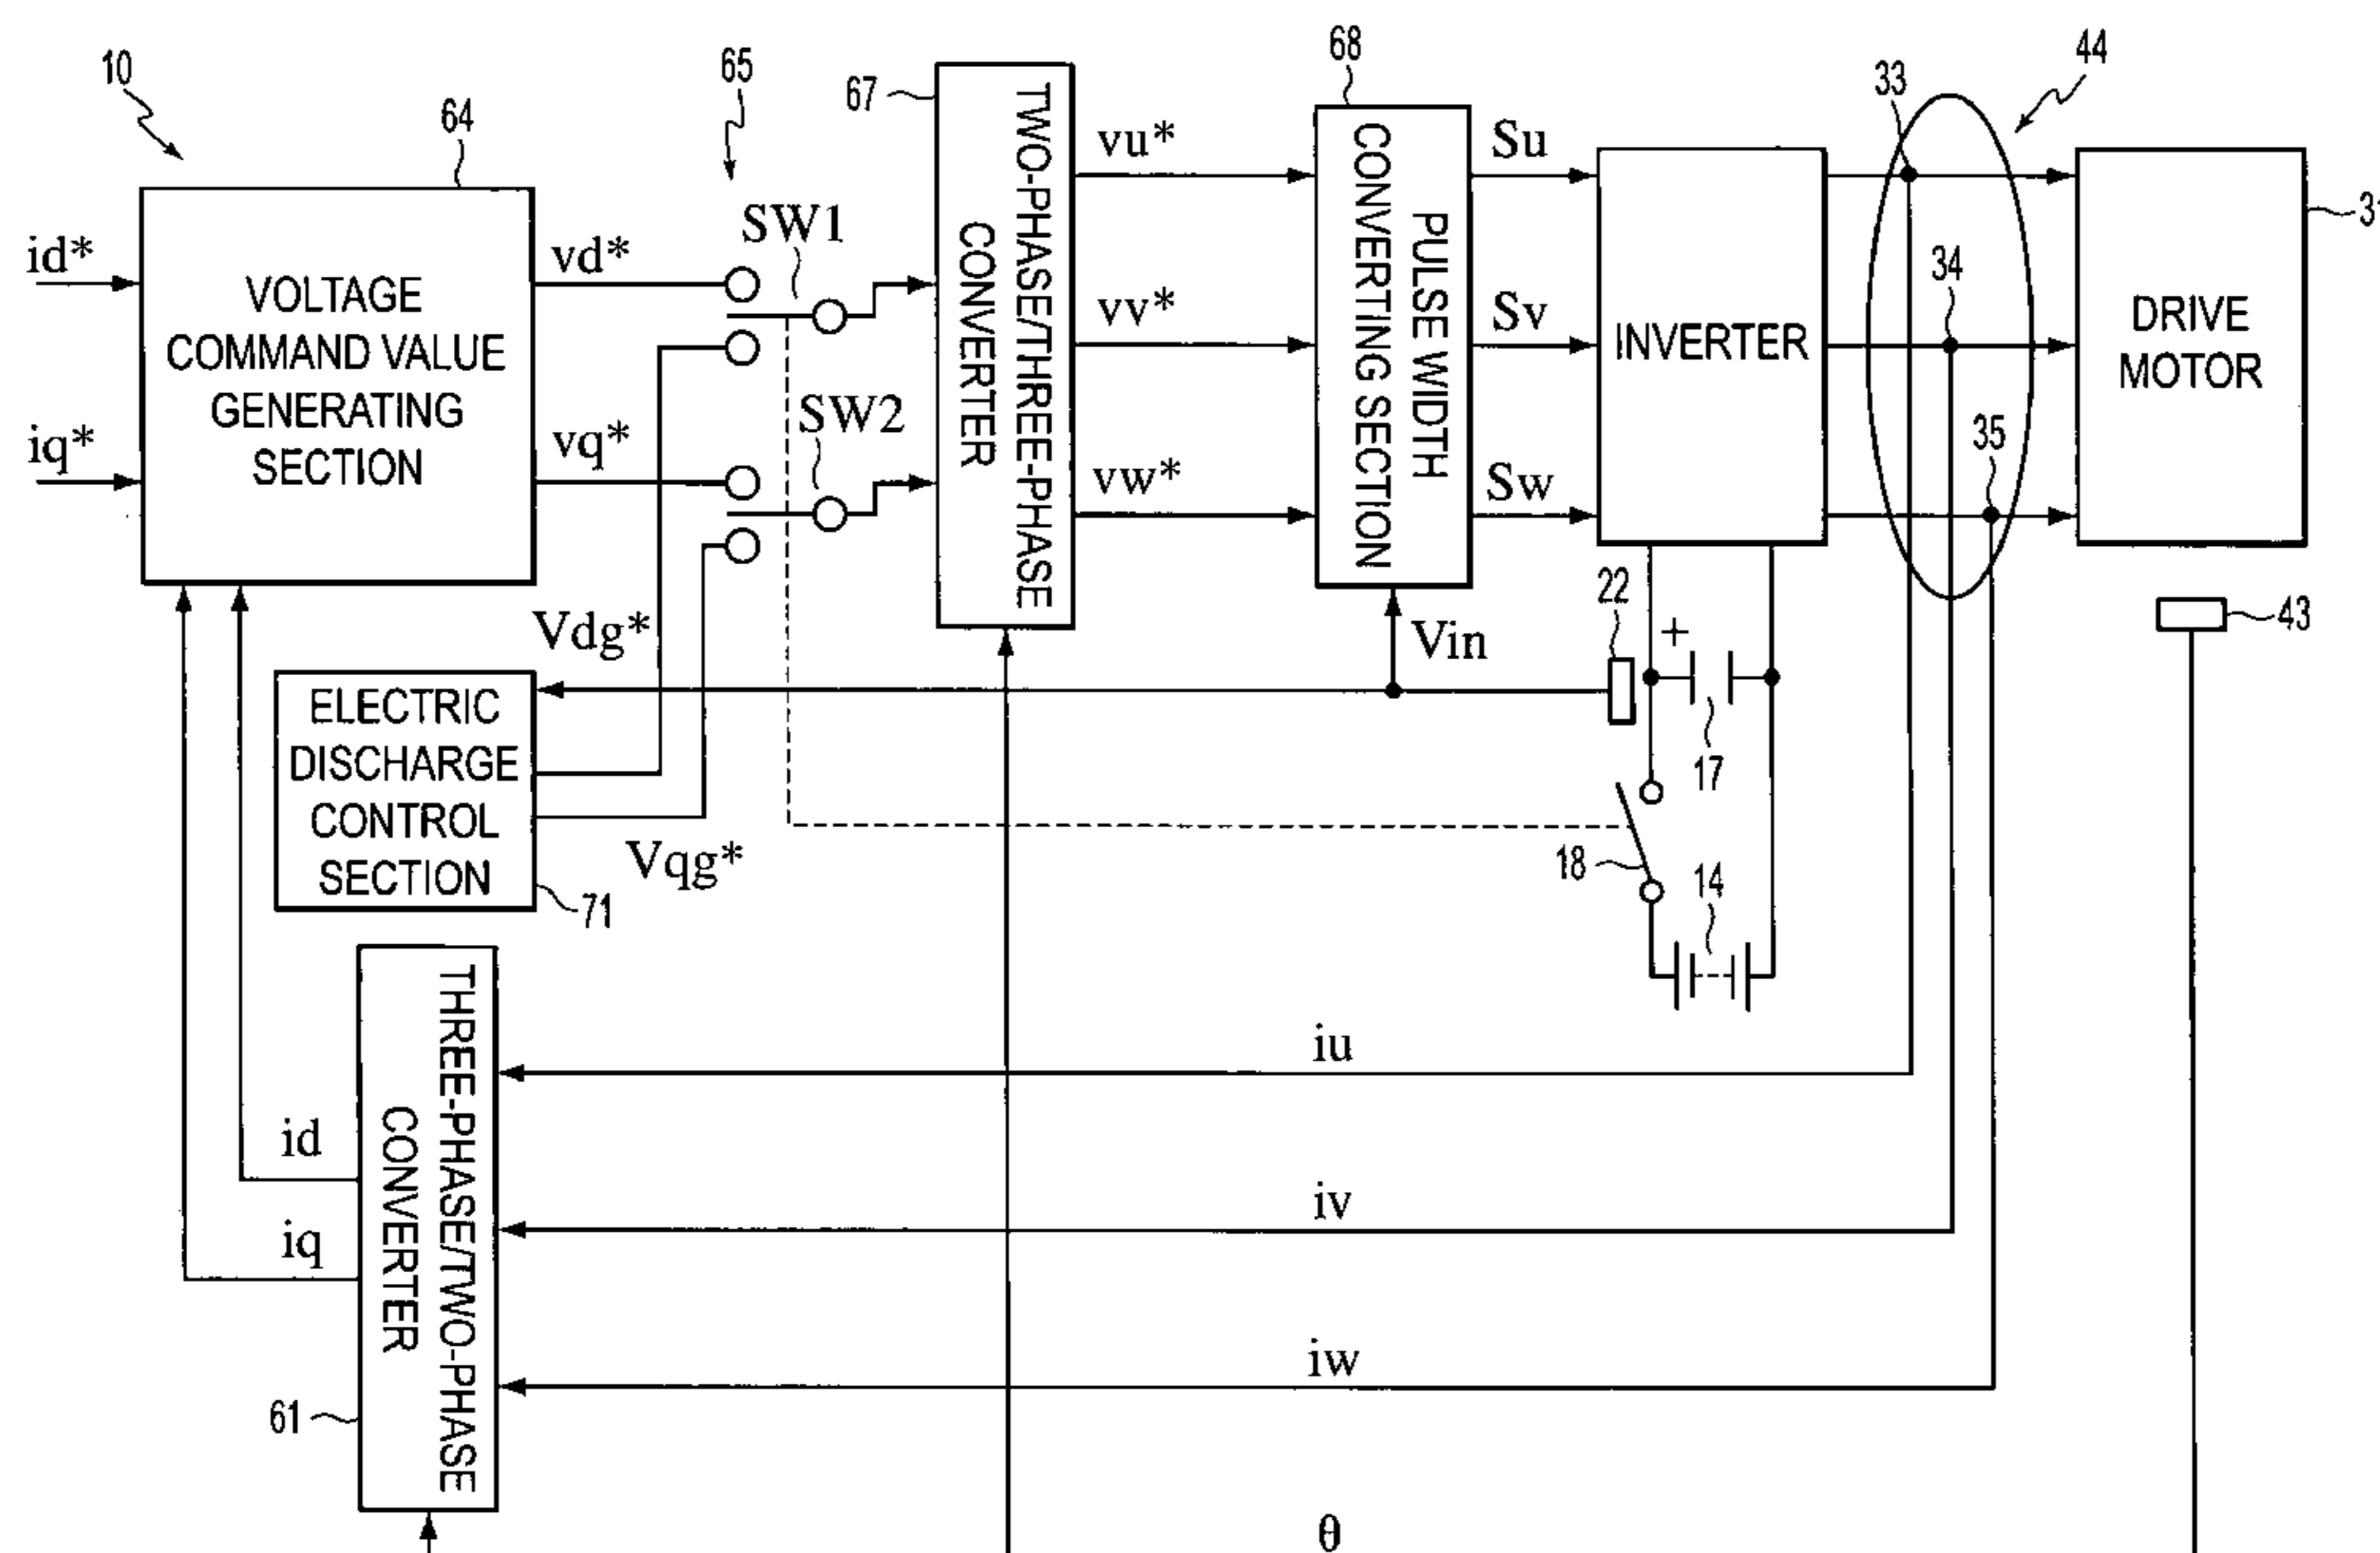 10
64
65
67
68
33
44
id*
iq*
VOLTAGE
COMMAND VALUE
GENERATING
SECTION
vd*
vq*
SW1
SW2
TWO-PHASE/THREE-PHASE
CONVERTER
vu*
vv*
vw*
PULSE WIDTH
CONVERTING SECTION
Su
Sv
Sw
INVERTER
34
35
DRIVE
MOTOR
43
22
Vin
+
17
18
14
Vdg*
Vqg*
ELECTRIC
DISCHARGE
CONTROL
SECTION
71
THREE-PHASE/TWO-PHASE
CONVERTER
61
id
iq
iu
iv
iw
θ